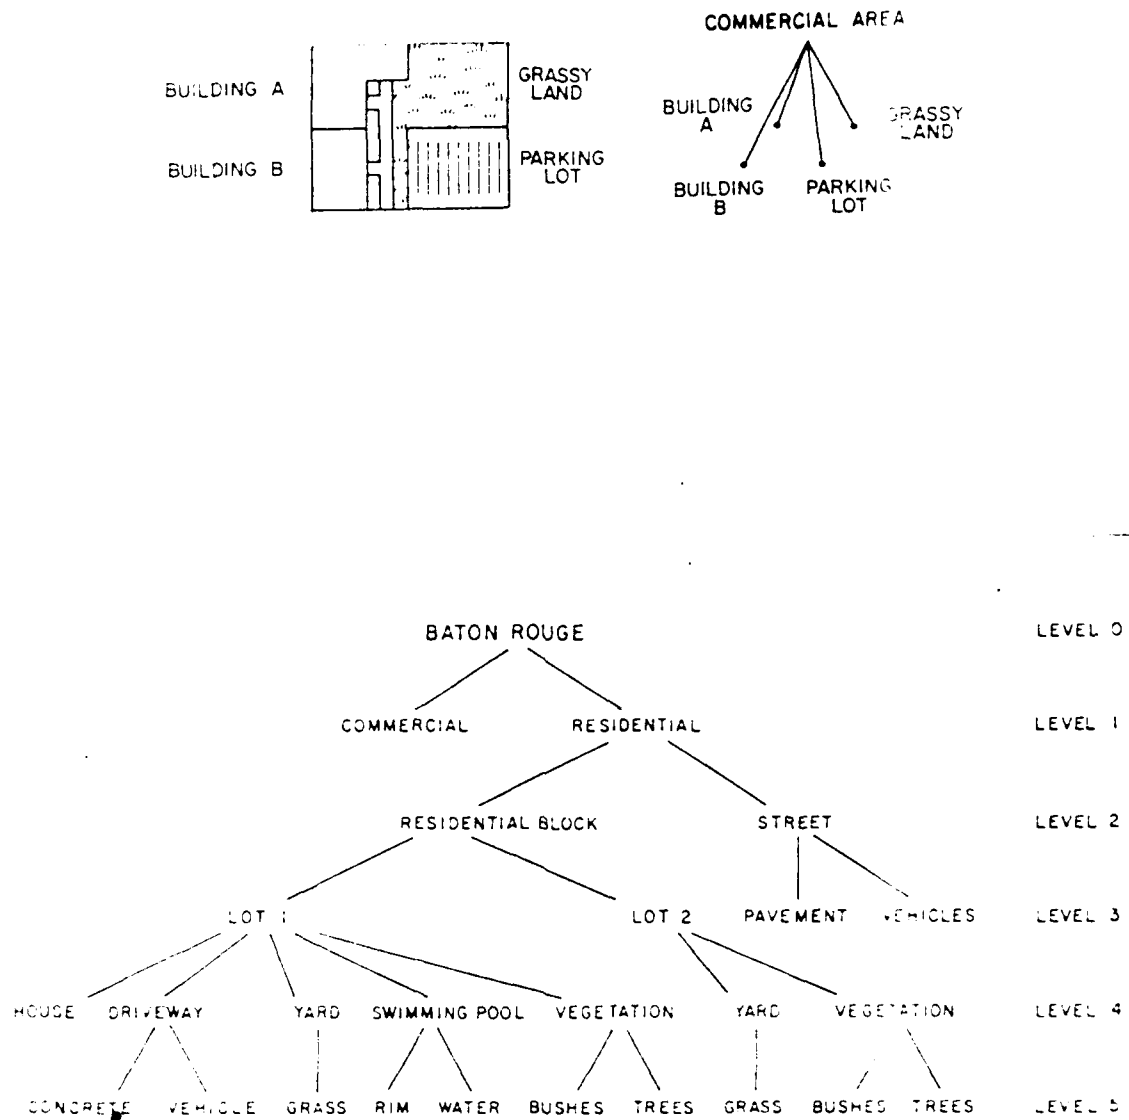 COMMERCIAL AREA
BUILDING A
GRASSY
LAND
BUILDING
A
GRASSY
LAND
BUILDING B
PARKING
LOT
BUILDING
B
PARKING
LOT
BATON ROUGE LEVEL 0
COMMERCIAL RESIDENTIAL LEVEL 1
RESIDENTIAL BLOCK STREET LEVEL 2
LOT 1 LOT 2 PAVEMENT VEHICLES LEVEL 3
HOUSE DRIVEWAY YARD SWIMMING POOL VEGETATION YARD VEGETATION LEVEL 4
CONCRETE VEHICLE GRASS RIM WATER BUSHES TREES GRASS BUSHES TREES LEVEL 5